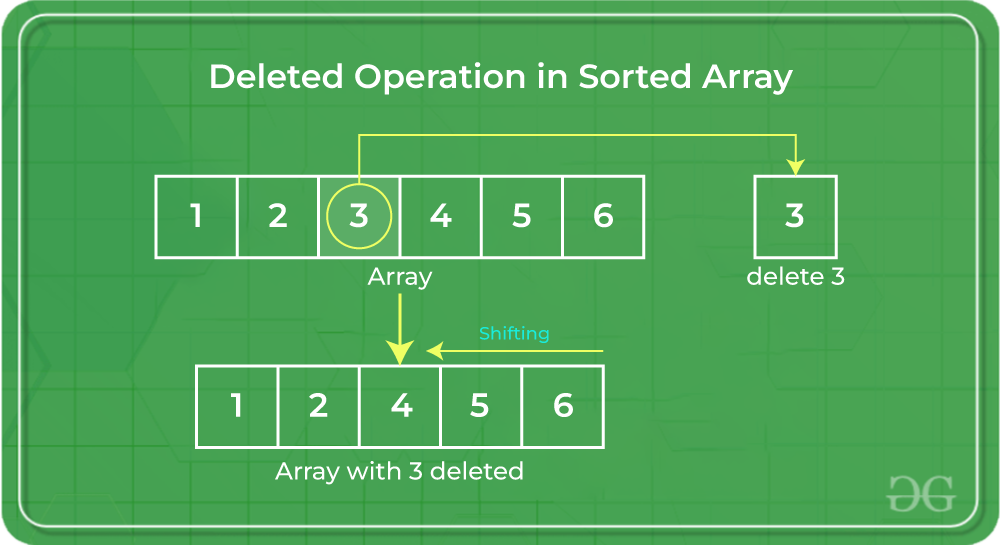 Deleted Operation in Sorted Array
1 2 3 4 5 6
3
Array
delete 3
Shifting
1 2 4 5 6
Array with 3 deleted